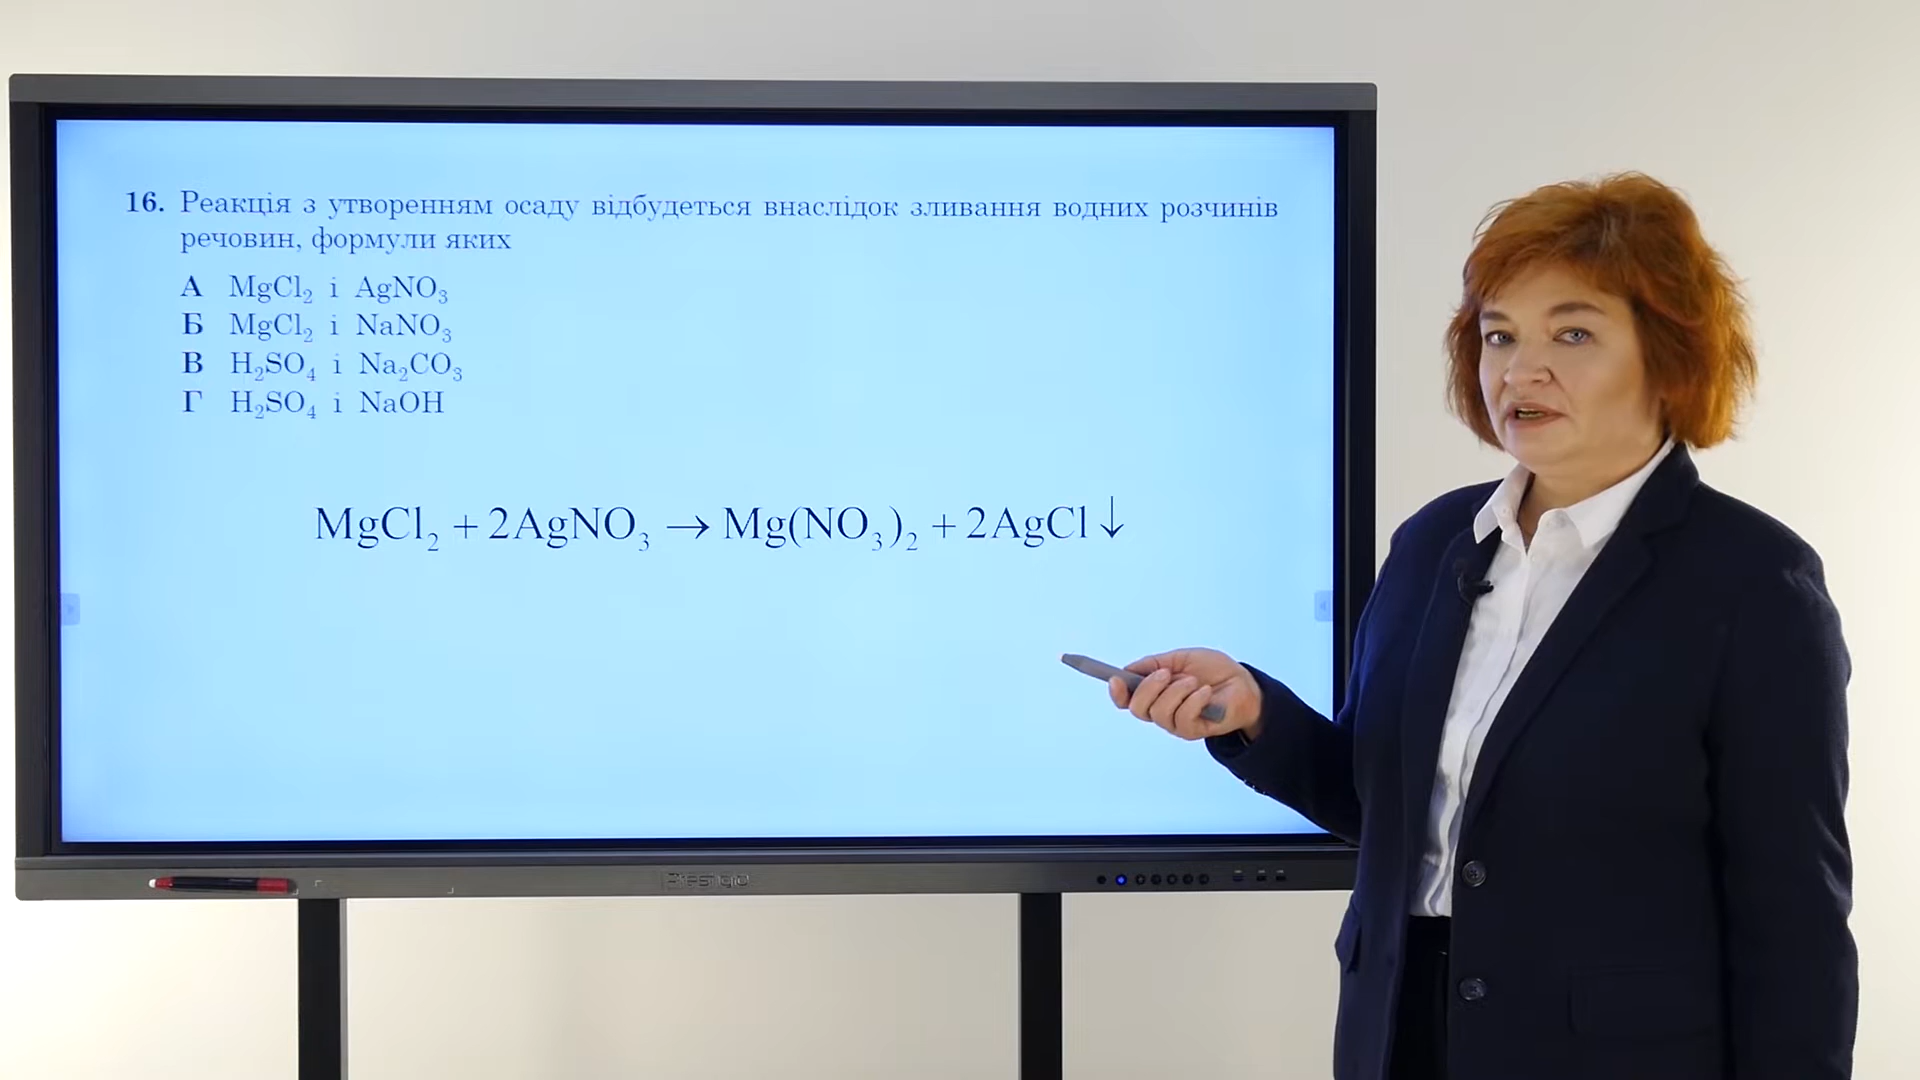 16. Реакція з утворенням осаду відбудеться внаслідок зливання водних розчинів
речовин, формули яких
А MgCl₂ і AgNO₃
Б MgCl₂ і NaNO₃
В H₂SO₄ і Na₂CO₃
Г H₂SO₄ і NaOH
MgCl₂ + 2AgNO₃ → Mg(NO₃)₂ + 2AgCl↓
Prestigio